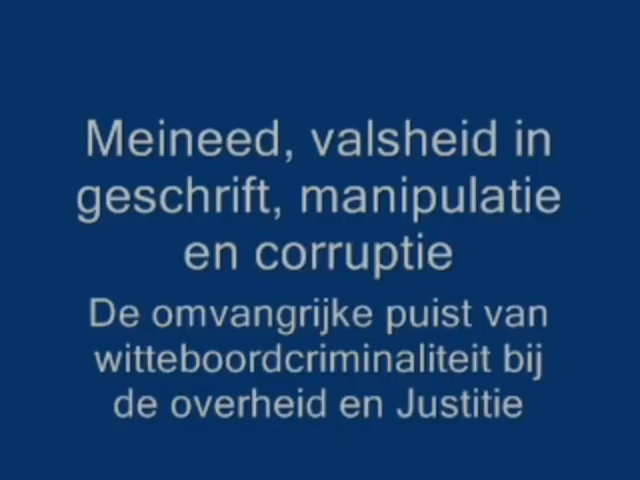 Meineed, valsheid in
geschrift, manipulatie
en corruptie
De omvangrijke puist van
witteboordcriminaliteit bij
de overheid en Justitie